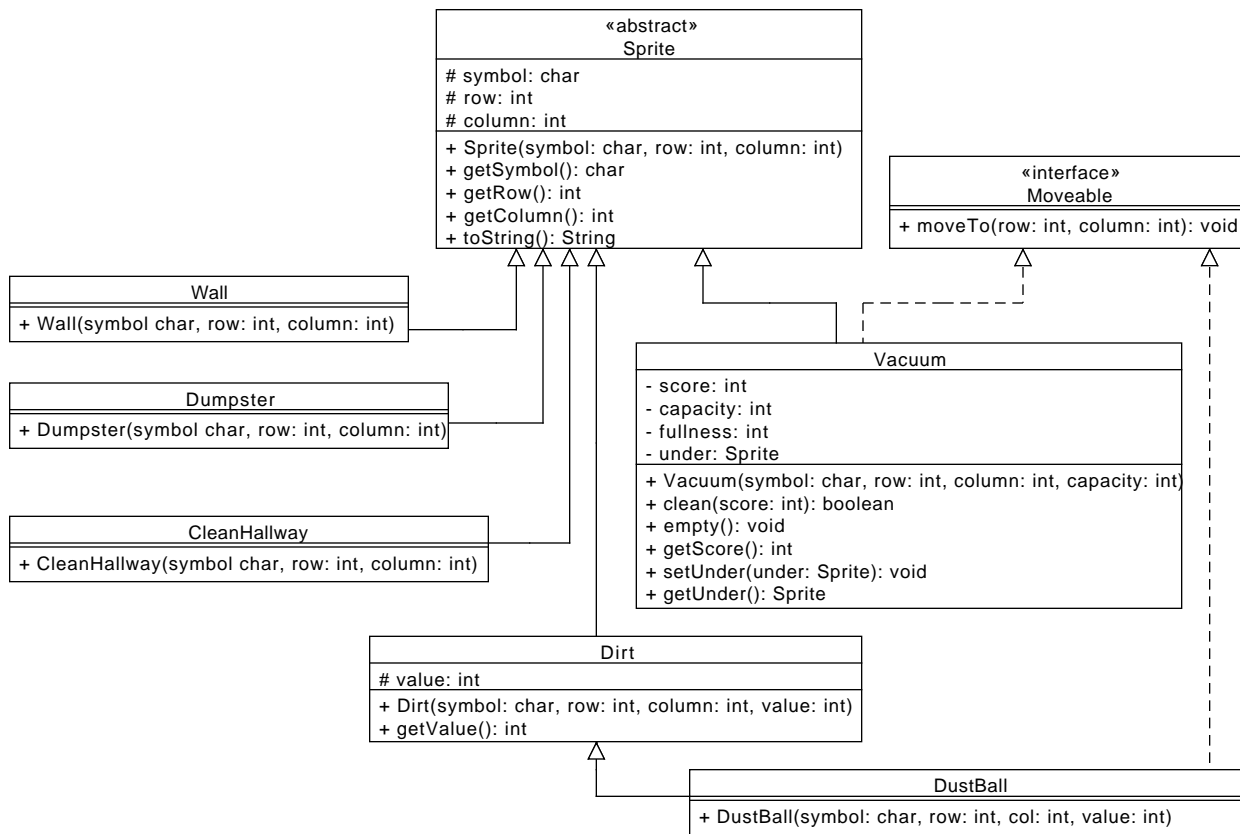 «abstract»
Sprite
# symbol: char
# row: int
# column: int
+ Sprite(symbol: char, row: int, column: int)
+ getSymbol(): char
+ getRow(): int
+ getColumn(): int
+ toString(): String
«interface»
Moveable
+ moveTo(row: int, column: int): void
Wall
+ Wall(symbol char, row: int, column: int)
Dumpster
+ Dumpster(symbol char, row: int, column: int)
CleanHallway
+ CleanHallway(symbol char, row: int, column: int)
Vacuum
- score: int
- capacity: int
- fullness: int
- under: Sprite
+ Vacuum(symbol: char, row: int, column: int, capacity: int)
+ clean(score: int): boolean
+ empty(): void
+ getScore(): int
+ setUnder(under: Sprite): void
+ getUnder(): Sprite
Dirt
# value: int
+ Dirt(symbol: char, row: int, column: int, value: int)
+ getValue(): int
DustBall
+ DustBall(symbol: char, row: int, col: int, value: int)